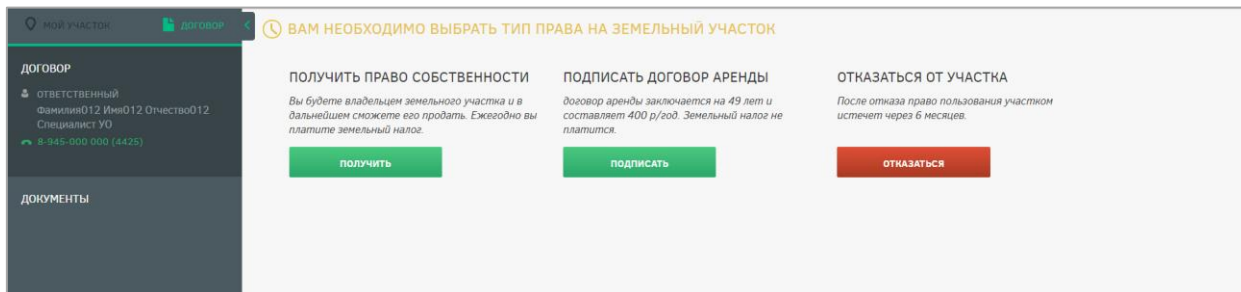 МОЙ УЧАСТОК
ДОГОВОР
ДОГОВОР
ОТВЕТСТВЕННЫЙ
Фамилия012 Имя012 Отчество012
Специалист УО
8-945-000 000 (4425)
ДОКУМЕНТЫ
ВАМ НЕОБХОДИМО ВЫБРАТЬ ТИП ПРАВА НА ЗЕМЕЛЬНЫЙ УЧАСТОК
ПОЛУЧИТЬ ПРАВО СОБСТВЕННОСТИ
Вы будете владельцем земельного участка и в
дальнейшем сможете его продать. Ежегодно вы
платите земельный налог.
ПОЛУЧИТЬ
ПОДПИСАТЬ ДОГОВОР АРЕНДЫ
договор аренды заключается на 49 лет и
составляет 400 р/год. Земельный налог не
платится.
ПОДПИСАТЬ
ОТКАЗАТЬСЯ ОТ УЧАСТКА
После отказа право пользования участком
истечет через 6 месяцев.
ОТКАЗАТЬСЯ